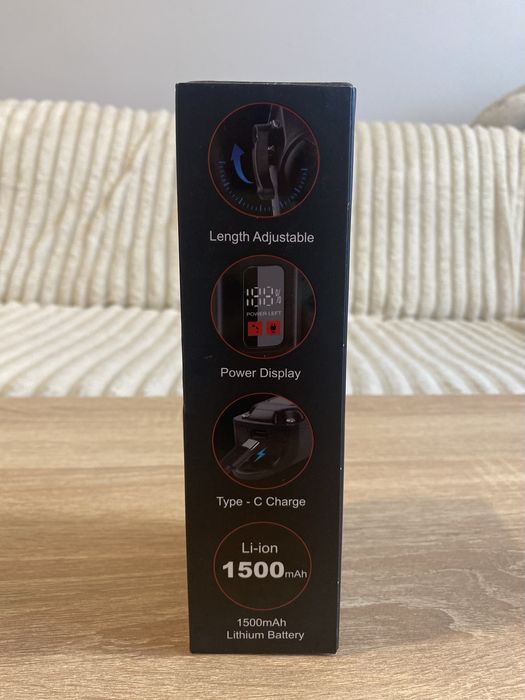 Length Adjustable
188%
POWER LEFT
Power Display
Type - C Charge
Li-ion
1500mAh
1500mAh
Lithium Battery